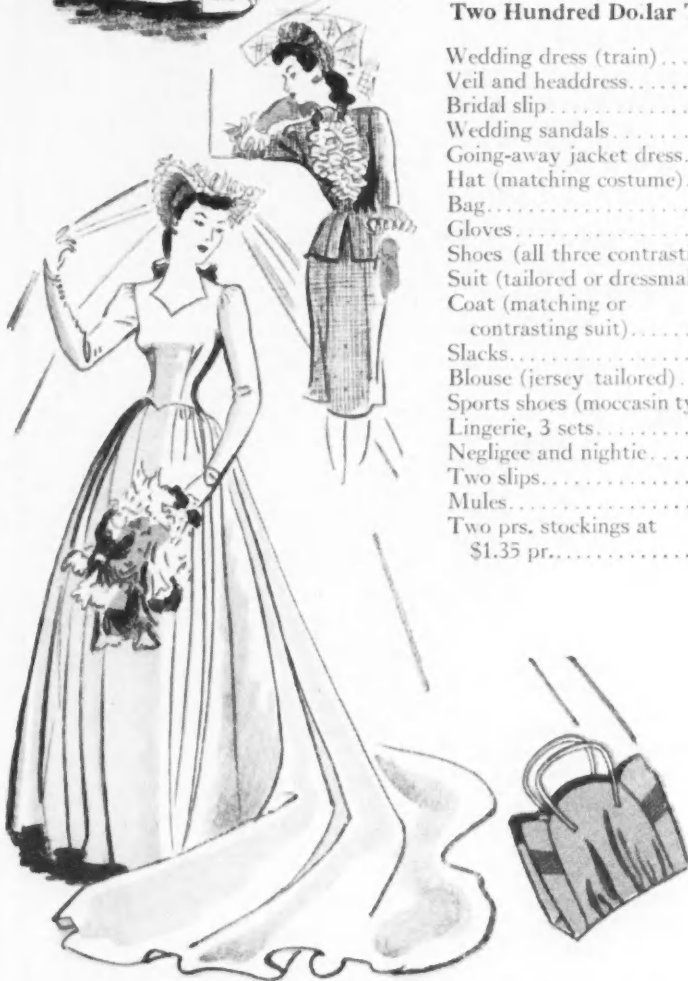 Two Hundred Dollar T
Wedding dress (train)...
Veil and headdress......
Bridal slip..............
Wedding sandals.........
Going-away jacket dress.
Hat (matching costume).
Bag....................
Gloves.................
Shoes (all three contrasti
Suit (tailored or dressma
Coat (matching or
contrasting suit)......
Slacks..................
Blouse (jersey tailored)..
Sports shoes (moccasin ty
Lingerie, 3 sets.........
Negligee and nightie....
Two slips...............
Mules..................
Two prs. stockings at
$1.35 pr..............